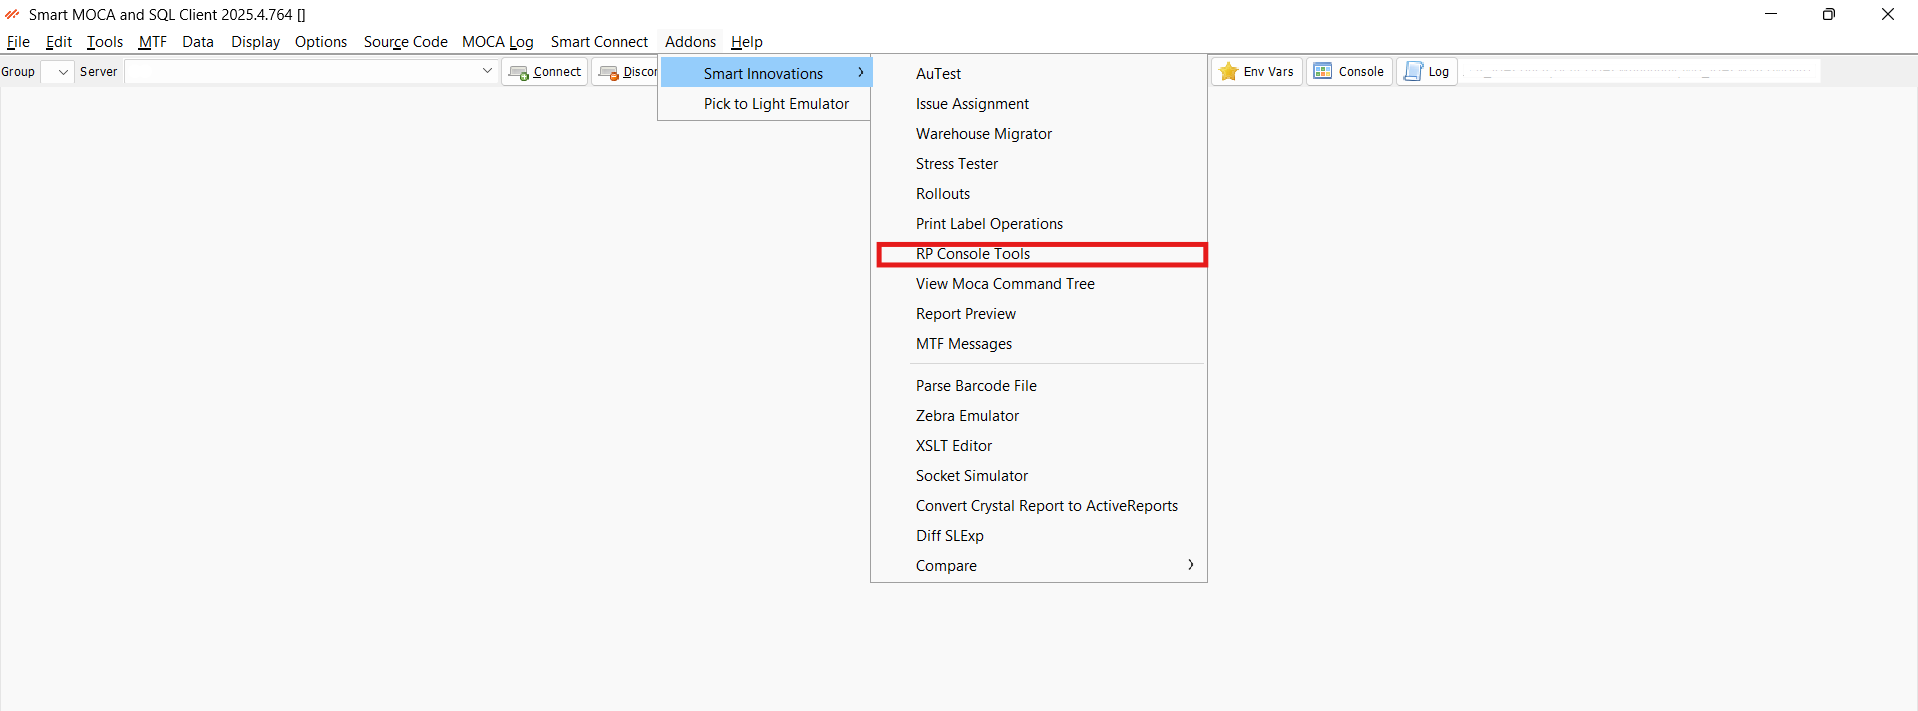 Smart MOCA and SQL Client 2025.4.764 []
File Edit Tools MTF Data Display Options Source Code MOCA Log Smart Connect Addons Help
Group Server Connect Discon Env Vars Console Log
Smart Innovations
Pick to Light Emulator
AuTest
Issue Assignment
Warehouse Migrator
Stress Tester
Rollouts
Print Label Operations
RP Console Tools
View Moca Command Tree
Report Preview
MTF Messages
Parse Barcode File
Zebra Emulator
XSLT Editor
Socket Simulator
Convert Crystal Report to ActiveReports
Diff SLExp
Compare